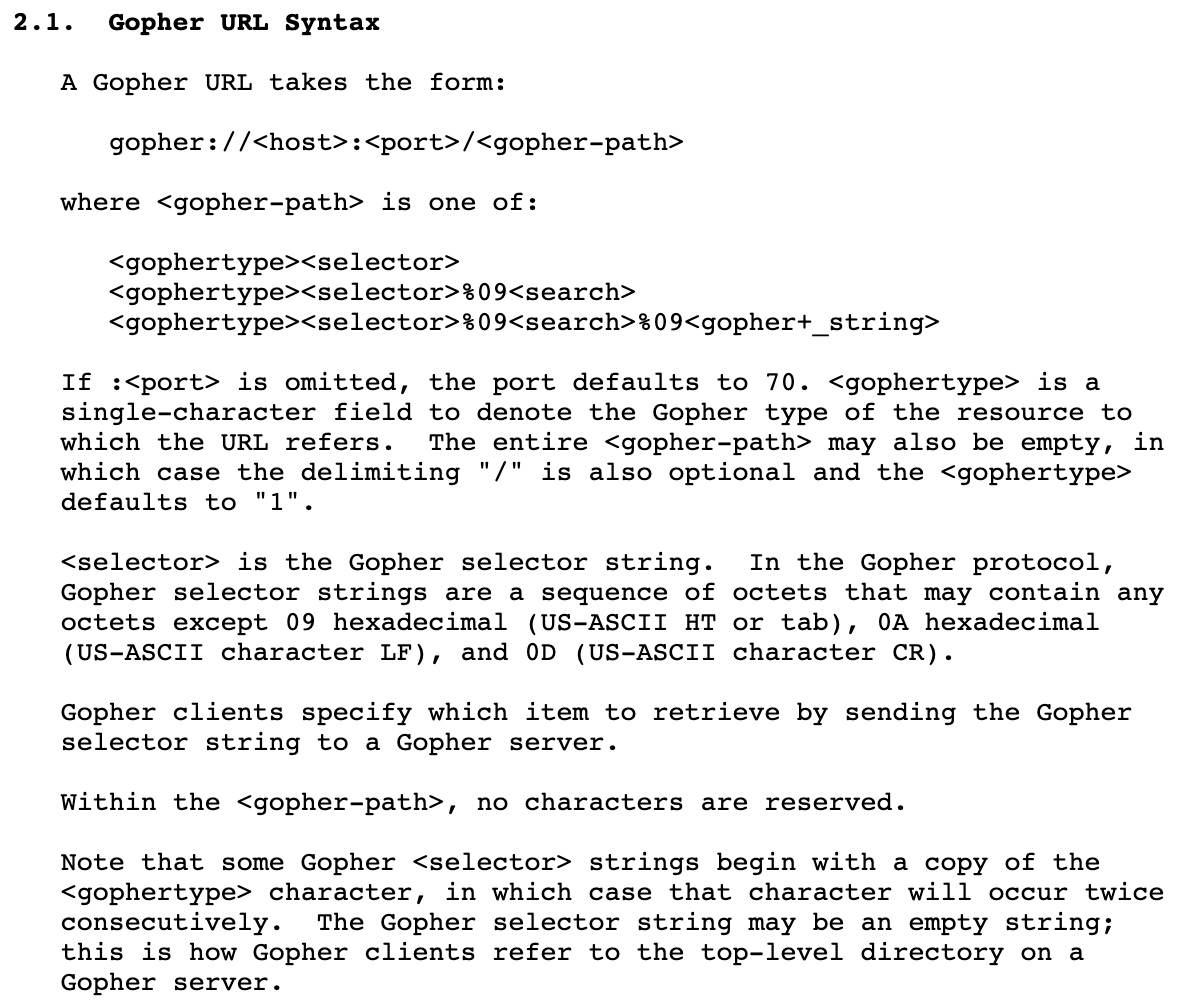 2.1.  Gopher URL Syntax
A Gopher URL takes the form:
gopher://<host>:<port>/<gopher-path>
where <gopher-path> is one of:
<gophertype><selector>
<gophertype><selector>%09<search>
<gophertype><selector>%09<search>%09<gopher+_string>
If :<port> is omitted, the port defaults to 70. <gophertype> is a
single-character field to denote the Gopher type of the resource to
which the URL refers.  The entire <gopher-path> may also be empty, in
which case the delimiting "/" is also optional and the <gophertype>
defaults to "1".
<selector> is the Gopher selector string.  In the Gopher protocol,
Gopher selector strings are a sequence of octets that may contain any
octets except 09 hexadecimal (US-ASCII HT or tab), 0A hexadecimal
(US-ASCII character LF), and 0D (US-ASCII character CR).
Gopher clients specify which item to retrieve by sending the Gopher
selector string to a Gopher server.
Within the <gopher-path>, no characters are reserved.
Note that some Gopher <selector> strings begin with a copy of the
<gophertype> character, in which case that character will occur twice
consecutively.  The Gopher selector string may be an empty string;
this is how Gopher clients refer to the top-level directory on a
Gopher server.